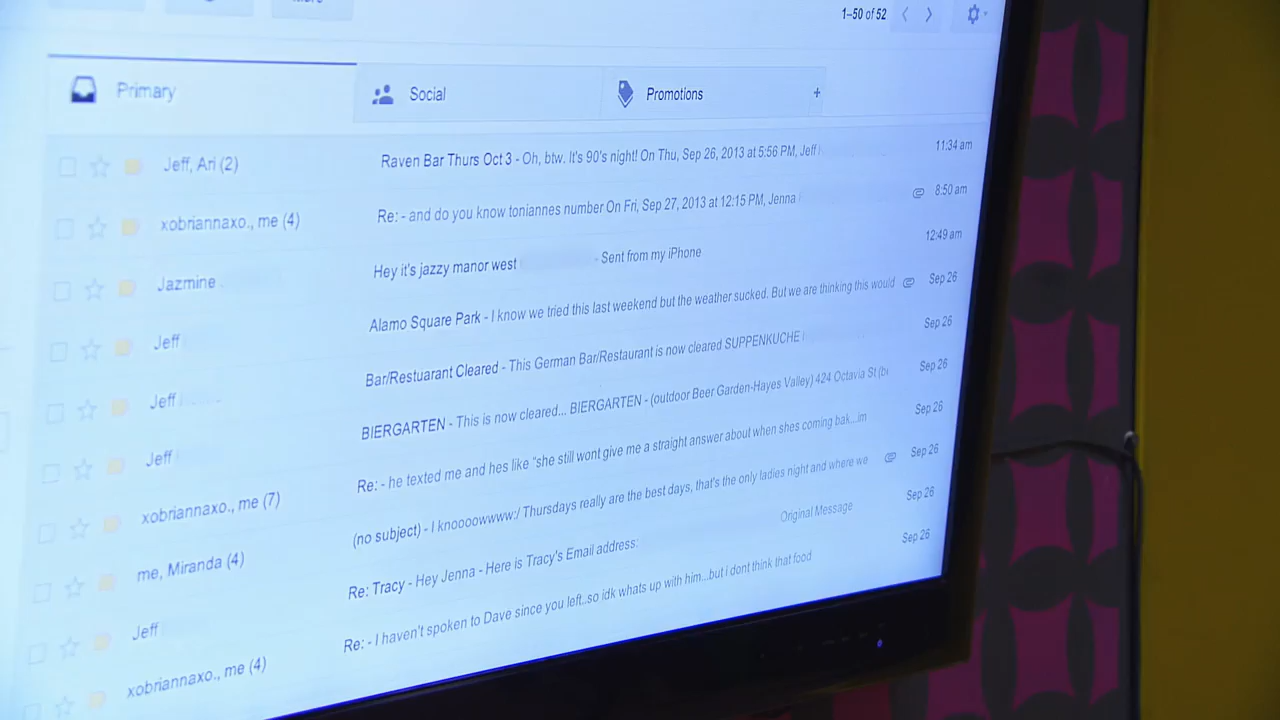 1–50 of 52
Primary Social Promotions +
Jeff, Ari (2) Raven Bar Thurs Oct 3 - Oh, btw. It's 90's night! On Thu, Sep 26, 2013 at 5:56 PM, Jeff 11:34 am
xobriannaxo., me (4) Re: - and do you know toniannes number On Fri, Sep 27, 2013 at 12:15 PM, Jenna 8:50 am
Jazmine Hey it's jazzy manor west - Sent from my iPhone 12:49 am
Jeff Alamo Square Park - I know we tried this last weekend but the weather sucked. But we are thinking this would Sep 26
Jeff Bar/Restuarant Cleared - This German Bar/Restaurant is now cleared SUPPENKUCHE Sep 26
Jeff BIERGARTEN - This is now cleared... BIERGARTEN - (outdoor Beer Garden-Hayes Valley) 424 Octavia St Sep 26
xobriannaxo., me (7) Re: - he texted me and hes like "she still wont give me a straight answer about when shes coming bak...im Sep 26
me, Miranda (4) (no subject) - I knoooowwww:/ Thursdays really are the best days, that's the only ladies night and where we Sep 26
Jeff Re: Tracy - Hey Jenna - Here is Tracy's Email address: Original Message Sep 26
xobriannaxo., me (4) Re: - I haven't spoken to Dave since you left..so idk whats up with him...but i dont think that food Sep 26